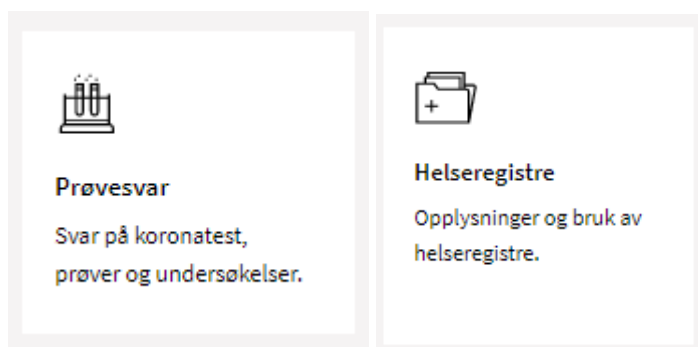 Prøvesvar
Svar på koronatest,
prøver og undersøkelser.
Helseregistre
Opplysninger og bruk av
helseregistre.